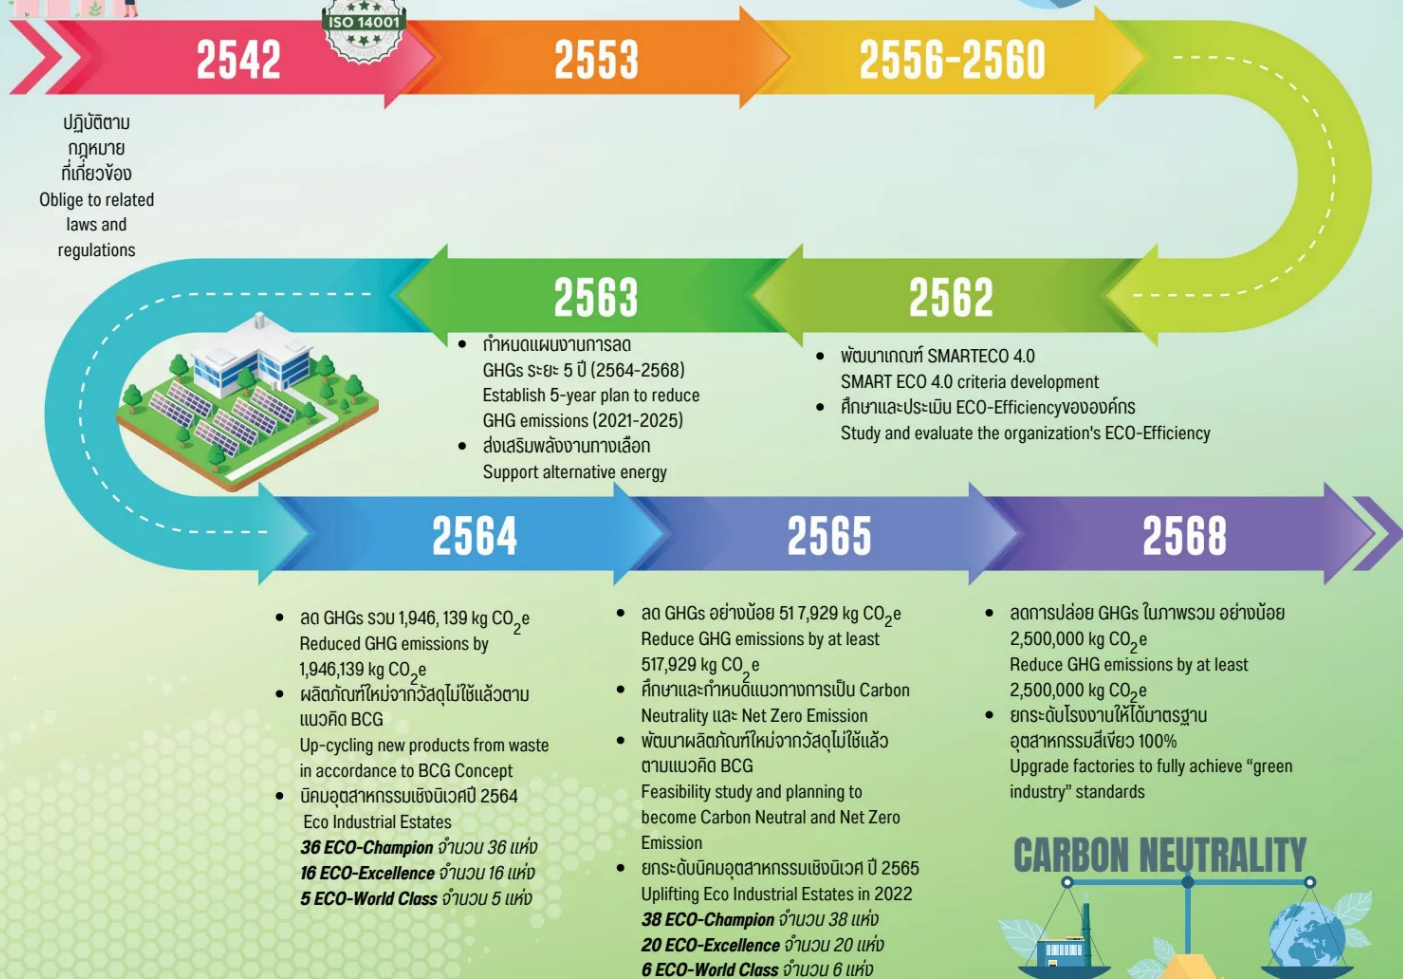 ISO 14001
2542
2553
2556-2560
ปฏิบัติตาม
กฎหมาย
ที่เกี่ยวข้อง
Oblige to related
laws and
regulations
2563
2562
กำหนดแผนงานการลด
GHGs ระยะ 5 ปี (2564-2568)
Establish 5-year plan to reduce
GHG emissions (2021-2025)
ส่งเสริมพลังงานทางเลือก
Support alternative energy
พัฒนาเกณฑ์ SMARTECO 4.0
SMART ECO 4.0 criteria development
ศึกษาและประเมิน ECO-Efficiencyขององค์กร
Study and evaluate the organization's ECO-Efficiency
2564
2565
2568
ลด GHGs รวม 1,946, 139 kg CO₂e
Reduced GHG emissions by
1,946,139 kg CO₂e
ผลิตภัณฑ์ใหม่จากวัสดุไม่ใช้แล้วตาม
แนวคิด BCG
Up-cycling new products from waste
in accordance to BCG Concept
นิคมอุตสาหกรรมเชิงนิเวศปี 2564
Eco Industrial Estates
36 ECO-Champion จำนวน 36 แห่ง
16 ECO-Excellence จำนวน 16 แห่ง
5 ECO-World Class จำนวน 5 แห่ง
ลด GHGs อย่างน้อย 51 7,929 kg CO₂e
Reduce GHG emissions by at least
517,929 kg CO₂e
ศึกษาและกำหนดแนวทางการเป็น Carbon
Neutrality และ Net Zero Emission
พัฒนาผลิตภัณฑ์ใหม่จากวัสดุไม่ใช้แล้ว
ตามแนวคิด BCG
Feasibility study and planning to
become Carbon Neutral and Net Zero
Emission
ยกระดับนิคมอุตสาหกรรมเชิงนิเวศ ปี 2565
Uplifting Eco Industrial Estates in 2022
38 ECO-Champion จำนวน 38 แห่ง
20 ECO-Excellence จำนวน 20 แห่ง
6 ECO-World Class จำนวน 6 แห่ง
ลดการปล่อย GHGs ในภาพรวม อย่างน้อย
2,500,000 kg CO₂e
Reduce GHG emissions by at least
2,500,000 kg CO₂e
ยกระดับโรงงานให้ได้มาตรฐาน
อุตสาหกรรมสีเขียว 100%
Upgrade factories to fully achieve “green
industry” standards
CARBON NEUTRALITY